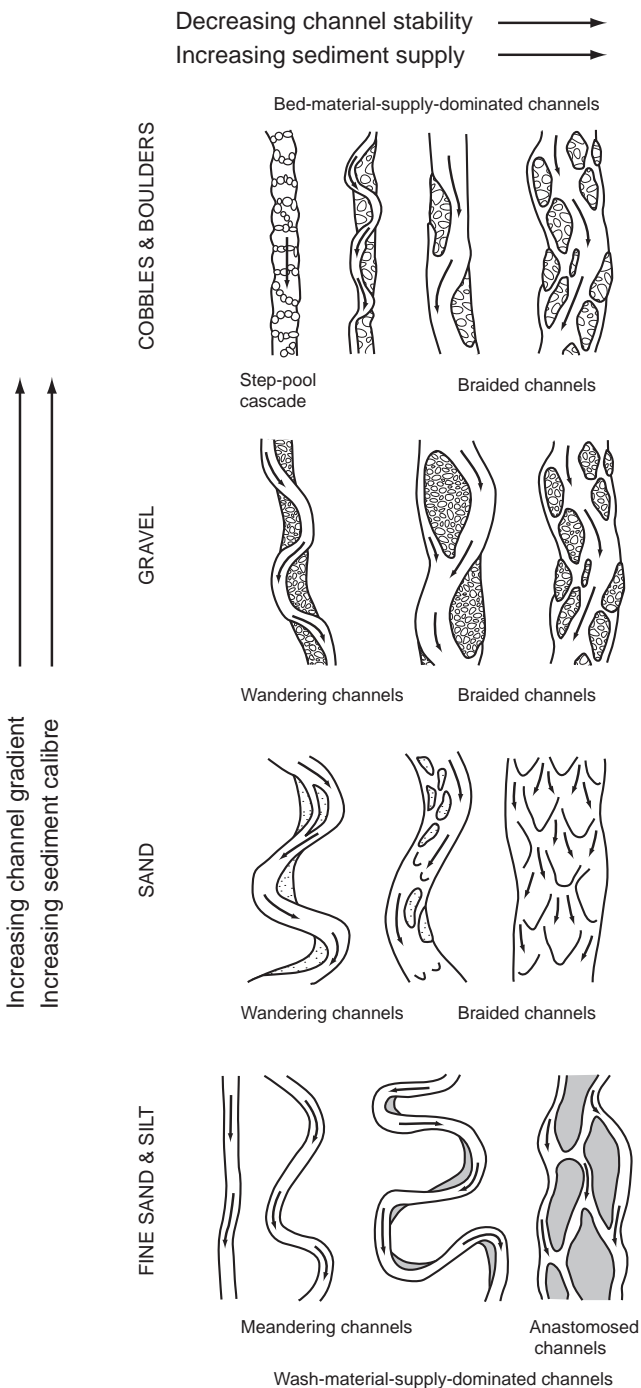 Decreasing channel stability
Increasing sediment supply
Bed-material-supply-dominated channels
COBBLES & BOULDERS
Step-pool
cascade
Braided channels
GRAVEL
Wandering channels
Braided channels
Increasing channel gradient
Increasing sediment calibre
SAND
Wandering channels
Braided channels
FINE SAND & SILT
Meandering channels
Anastomosed
channels
Wash-material-supply-dominated channels